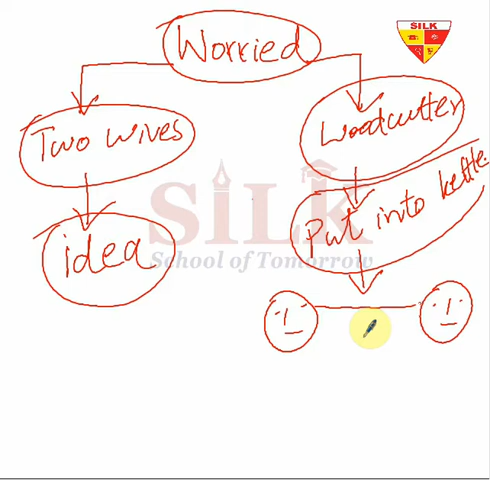 SILK
Worried
Two wives
Woodcutter
Put into kettle
idea
SILK
School of Tomorrow